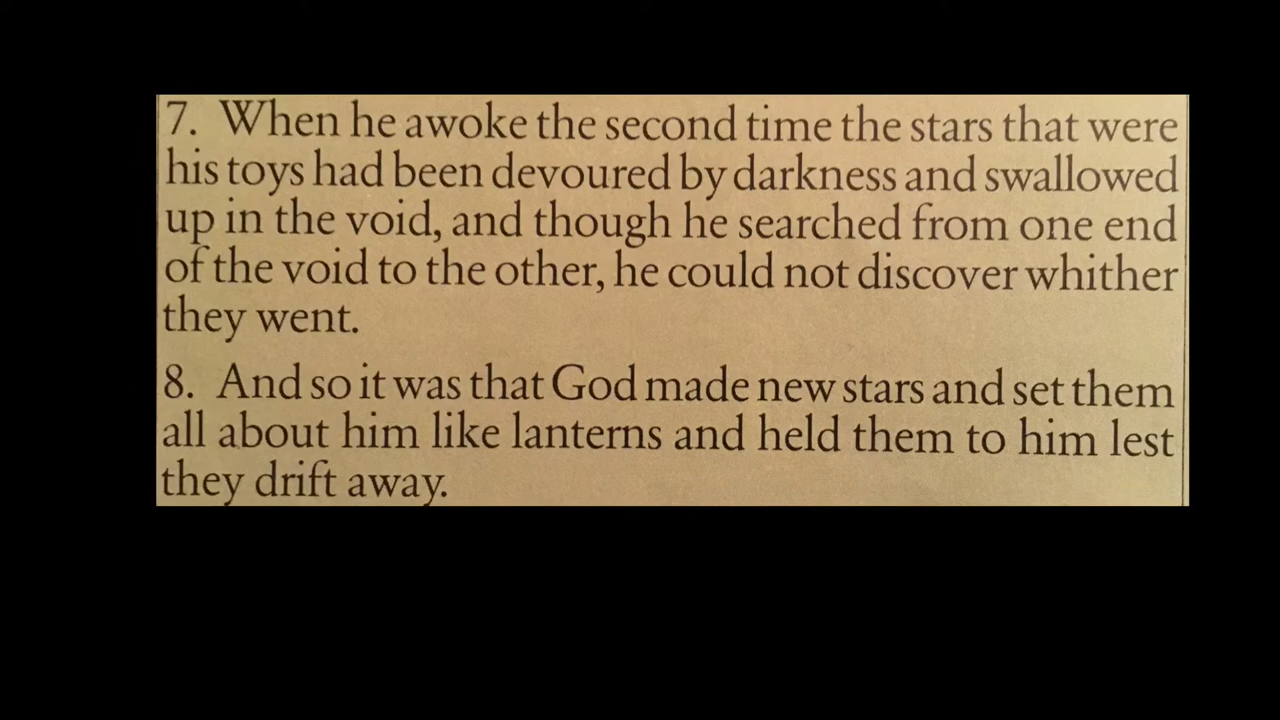 7. When he awoke the second time the stars that were
his toys had been devoured by darkness and swallowed
up in the void, and though he searched from one end
of the void to the other, he could not discover whither
they went.
8. And so it was that God made new stars and set them
all about him like lanterns and held them to him lest
they drift away.